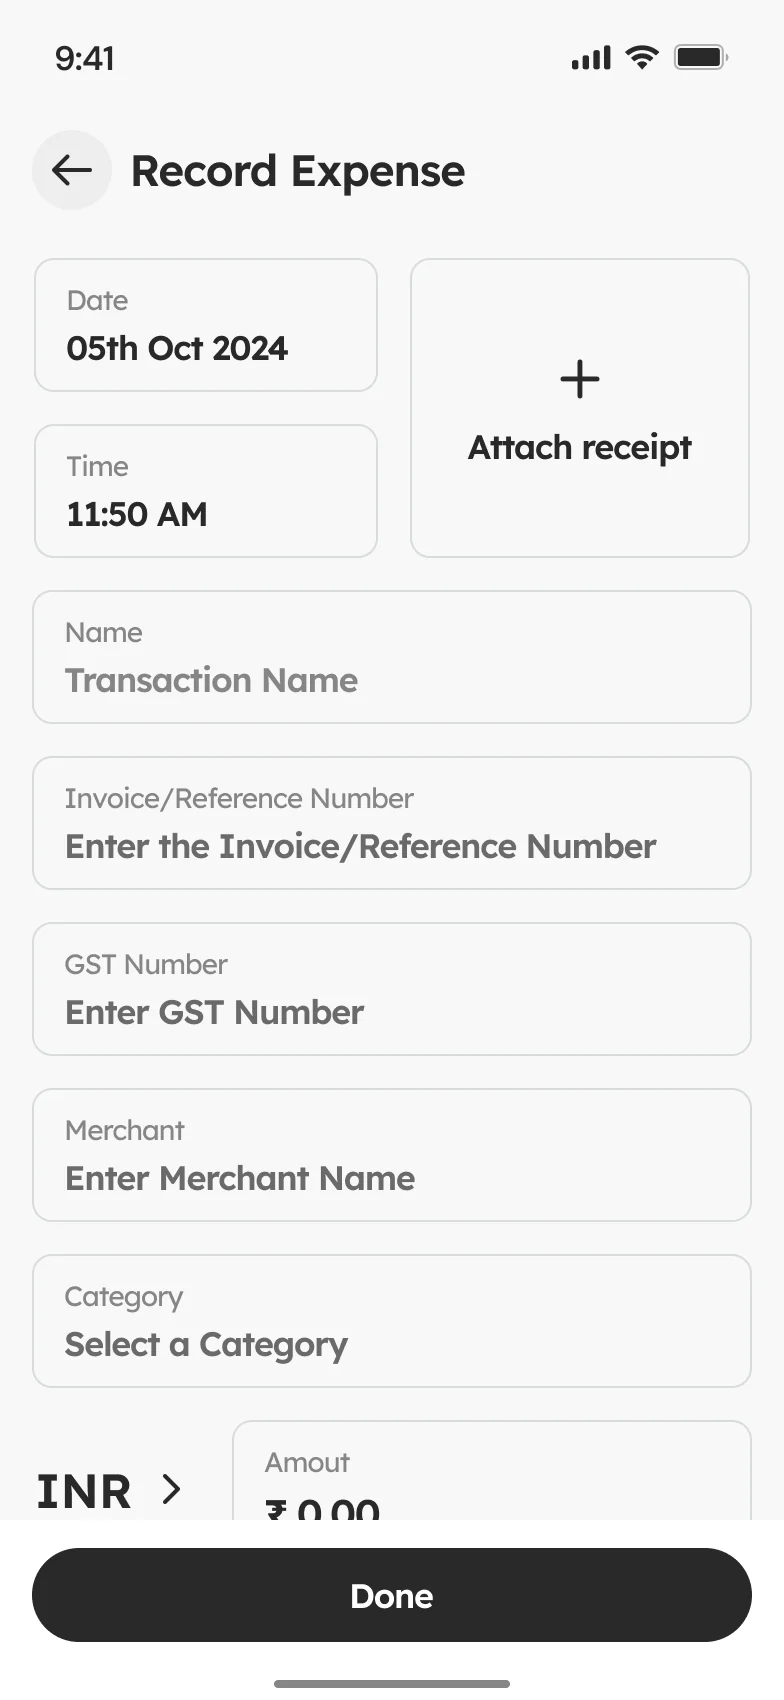 9:41
Record Expense
Date
05th Oct 2024
Time
11:50 AM
Attach receipt
Name
Transaction Name
Invoice/Reference Number
Enter the Invoice/Reference Number
GST Number
Enter GST Number
Merchant
Enter Merchant Name
Category
Select a Category
INR
Amout
₹ 0.00
Done